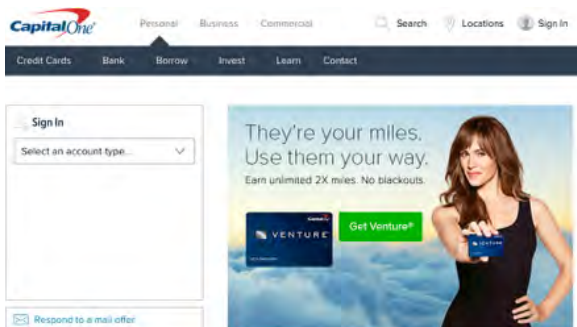 CapitalOne®
Personal Business Commercial Search Locations Sign In
Credit Cards Bank Borrow Invest Learn Contact
Sign In
Select an account type...
They're your miles.
Use them your way.
Earn unlimited 2X miles. No blackouts.
Get Venture®
VENTURE
VENTURE
Respond to a mail offer